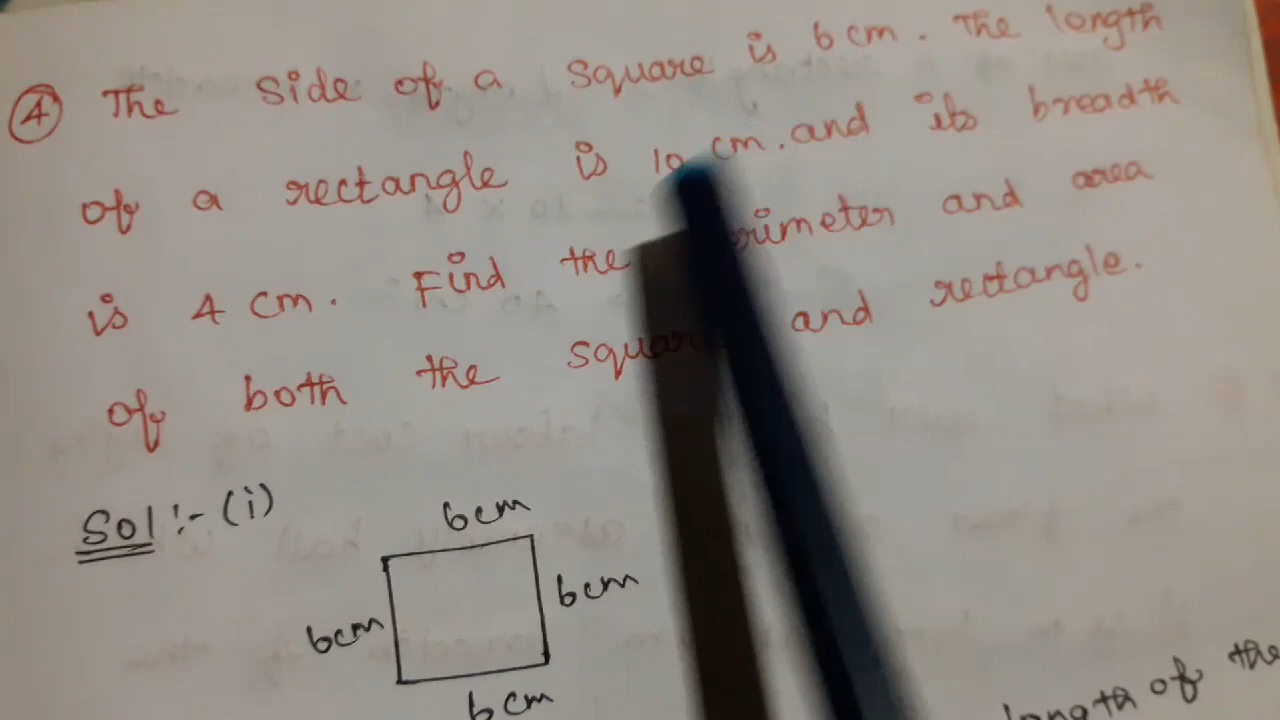 4 The side of a square is 6 cm. The length
of a rectangle is 10 cm. and its breadth
is 4 cm. Find the and area
of both the square and rectangle.
Sol :- (i)
6cm
6cm
6cm
6cm
length of the